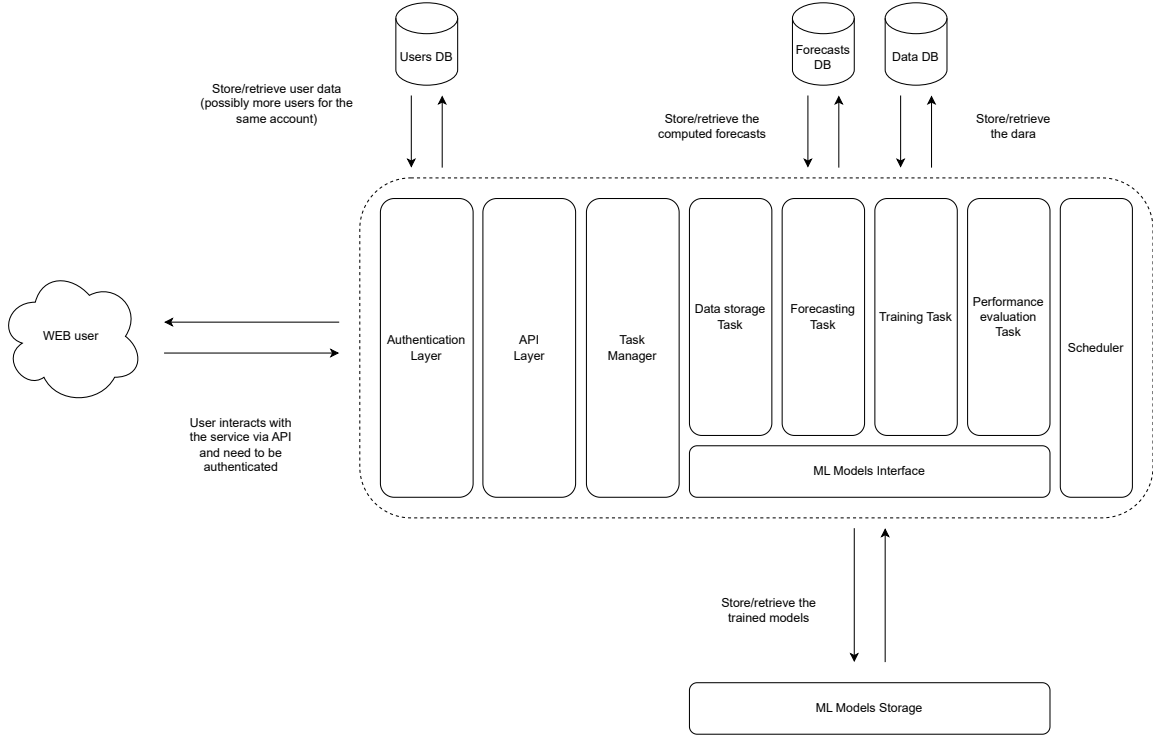 Users DB
Forecasts
DB
Data DB
Store/retrieve user data
(possibly more users for the
same account)
Store/retrieve the
computed forecasts
Store/retrieve
the dara
WEB user
User interacts with
the service via API
and need to be
authenticated
Authentication
Layer
API
Layer
Task
Manager
Data storage
Task
Forecasting
Task
Training Task
Performance
evaluation
Task
Scheduler
ML Models Interface
Store/retrieve the
trained models
ML Models Storage